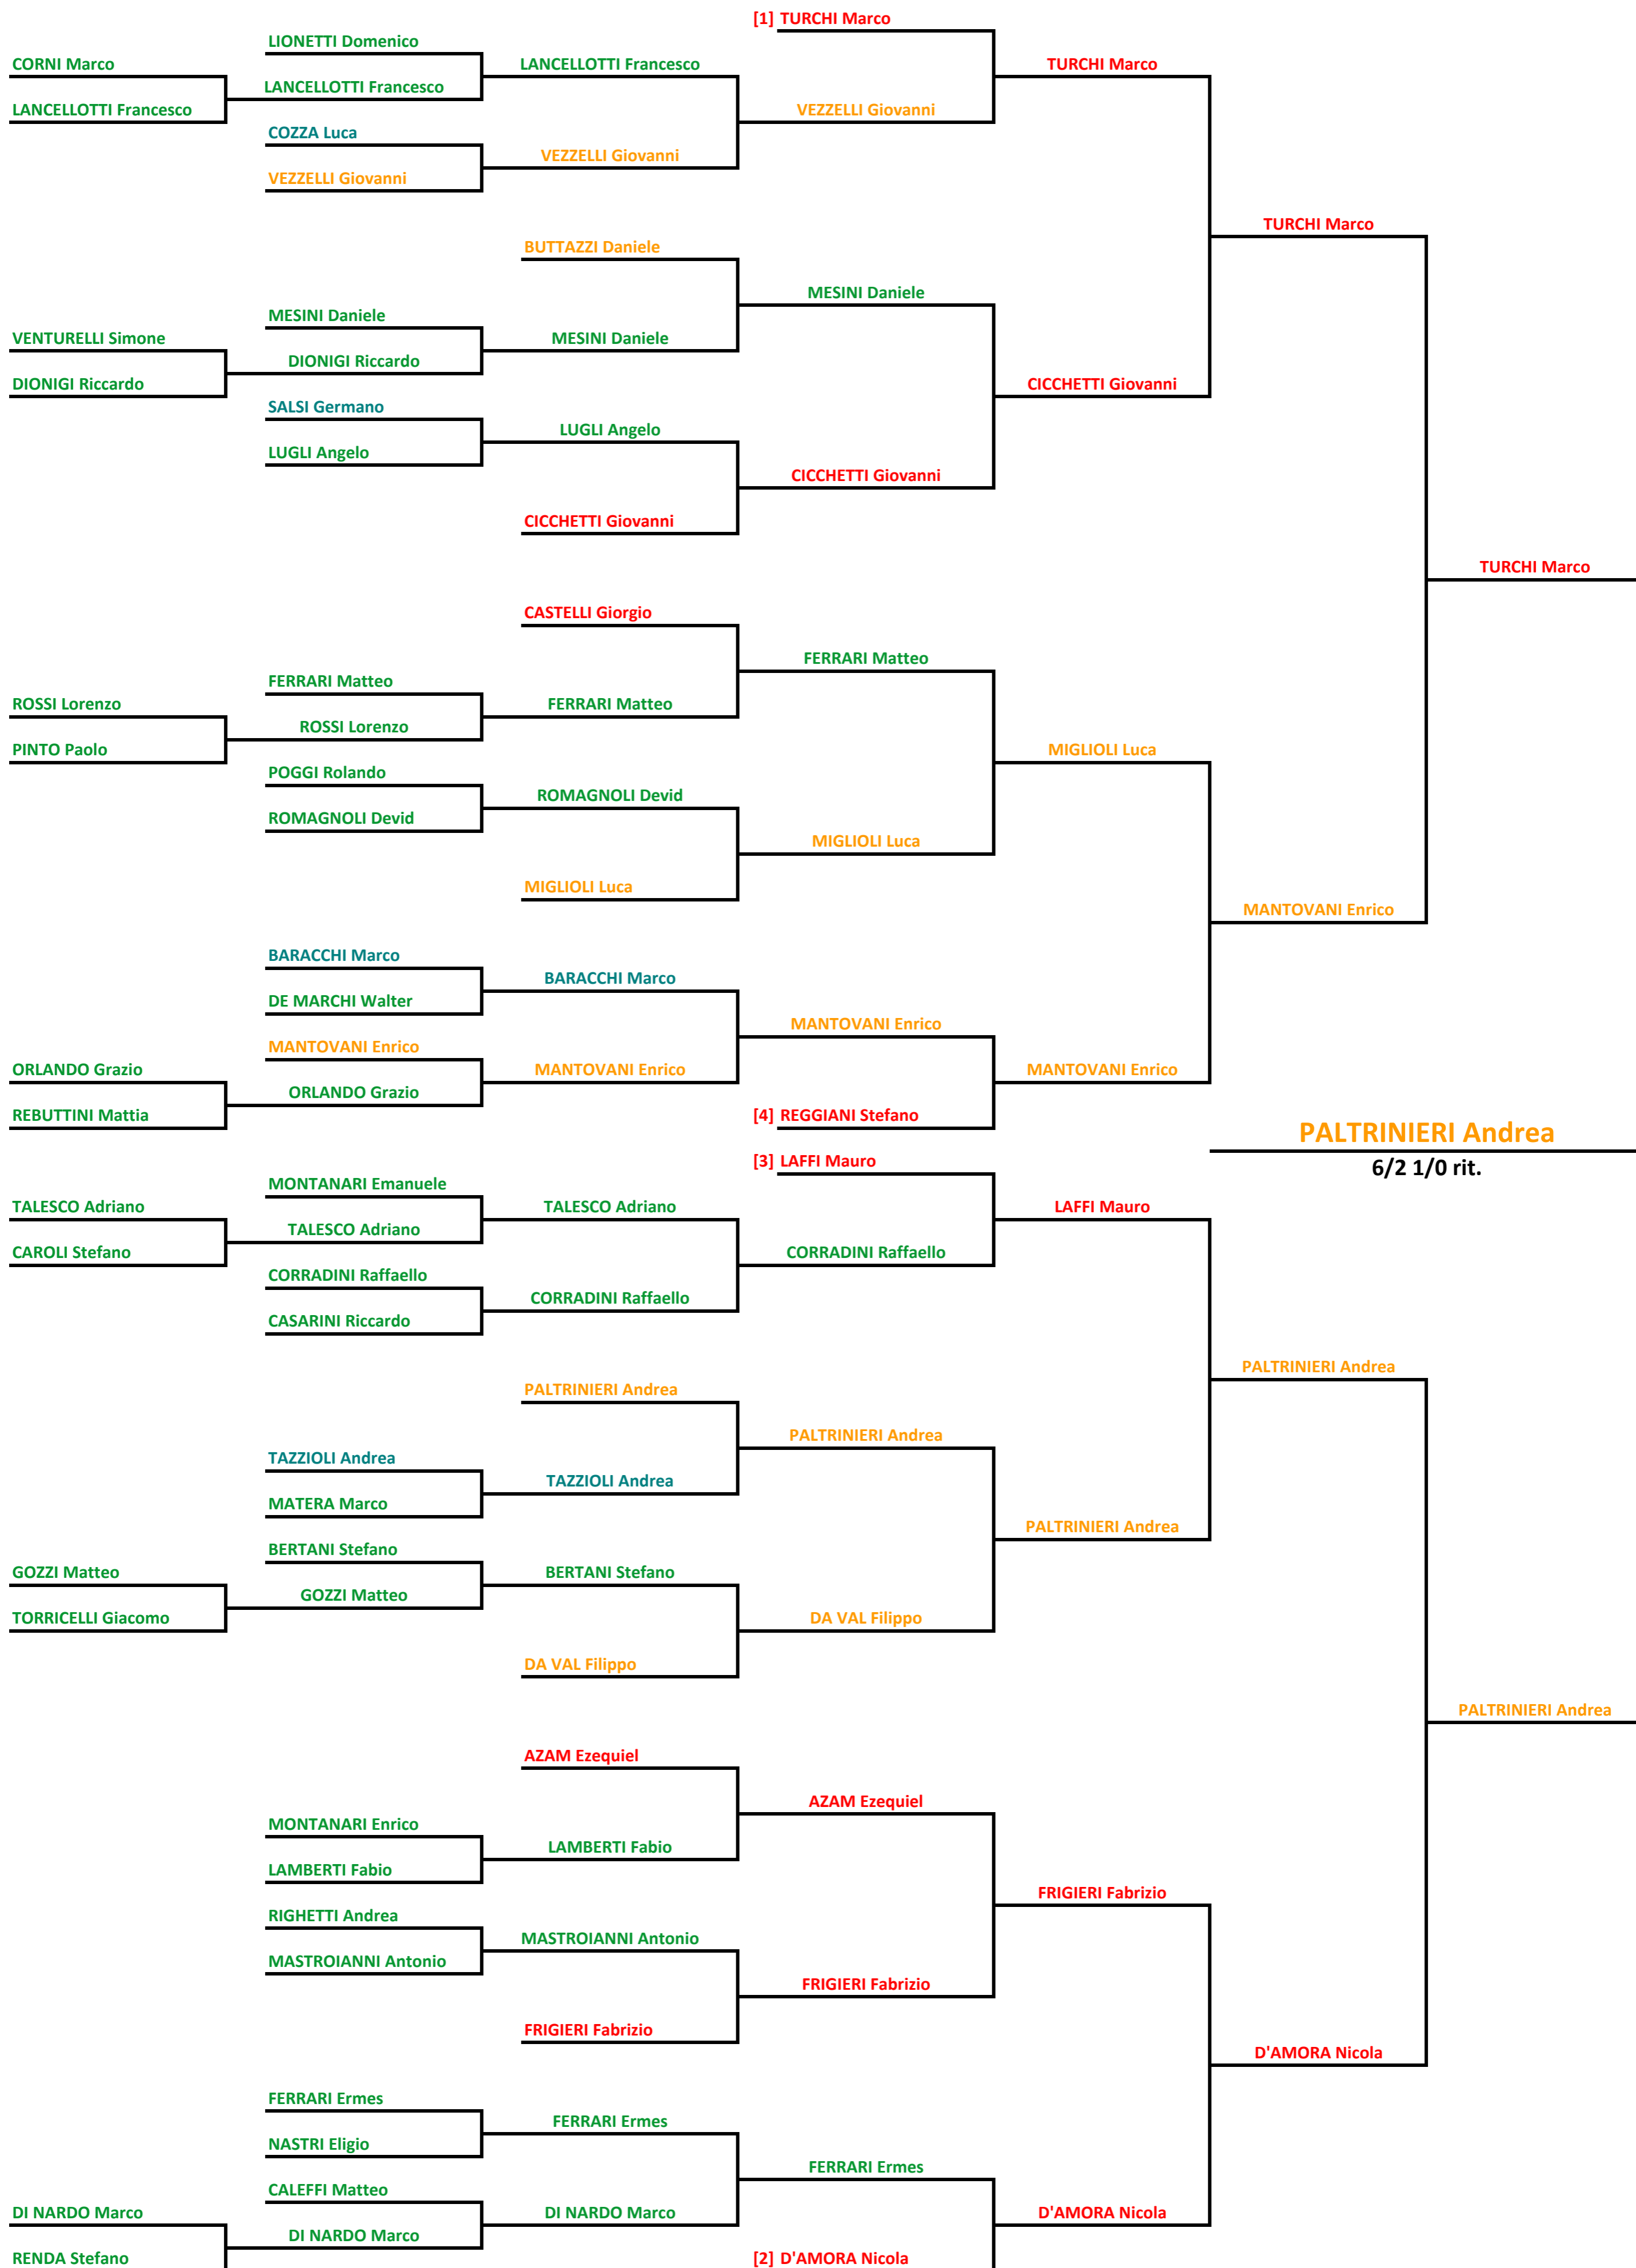 [1] TURCHI Marco
LIONETTI Domenico
CORNI Marco
LANCELLOTTI Francesco
TURCHI Marco
LANCELLOTTI Francesco
LANCELLOTTI Francesco
VEZZELLI Giovanni
COZZA Luca
VEZZELLI Giovanni
VEZZELLI Giovanni
TURCHI Marco
BUTTAZZI Daniele
MESINI Daniele
MESINI Daniele
VENTURELLI Simone
MESINI Daniele
DIONIGI Riccardo
DIONIGI Riccardo
CICCHETTI Giovanni
SALSI Germano
LUGLI Angelo
LUGLI Angelo
CICCHETTI Giovanni
CICCHETTI Giovanni
TURCHI Marco
CASTELLI Giorgio
FERRARI Matteo
FERRARI Matteo
ROSSI Lorenzo
FERRARI Matteo
ROSSI Lorenzo
PINTO Paolo
MIGLIOLI Luca
POGGI Rolando
ROMAGNOLI Devid
ROMAGNOLI Devid
MIGLIOLI Luca
MIGLIOLI Luca
MANTOVANI Enrico
BARACCHI Marco
BARACCHI Marco
DE MARCHI Walter
MANTOVANI Enrico
MANTOVANI Enrico
ORLANDO Grazio
MANTOVANI Enrico
MANTOVANI Enrico
ORLANDO Grazio
REBUTTINI Mattia
[4] REGGIANI Stefano
PALTRINIERI Andrea
[3] LAFFI Mauro
6/2 1/0 rit.
MONTANARI Emanuele
TALESCO Adriano
TALESCO Adriano
LAFFI Mauro
TALESCO Adriano
CAROLI Stefano
CORRADINI Raffaello
CORRADINI Raffaello
CORRADINI Raffaello
CASARINI Riccardo
PALTRINIERI Andrea
PALTRINIERI Andrea
PALTRINIERI Andrea
TAZZIOLI Andrea
TAZZIOLI Andrea
MATERA Marco
PALTRINIERI Andrea
BERTANI Stefano
GOZZI Matteo
BERTANI Stefano
GOZZI Matteo
TORRICELLI Giacomo
DA VAL Filippo
DA VAL Filippo
PALTRINIERI Andrea
AZAM Ezequiel
AZAM Ezequiel
MONTANARI Enrico
LAMBERTI Fabio
LAMBERTI Fabio
FRIGIERI Fabrizio
RIGHETTI Andrea
MASTROIANNI Antonio
MASTROIANNI Antonio
FRIGIERI Fabrizio
FRIGIERI Fabrizio
D'AMORA Nicola
FERRARI Ermes
FERRARI Ermes
NASTRI Eligio
FERRARI Ermes
CALEFFI Matteo
DI NARDO Marco
DI NARDO Marco
D'AMORA Nicola
DI NARDO Marco
RENDA Stefano
[2] D'AMORA Nicola